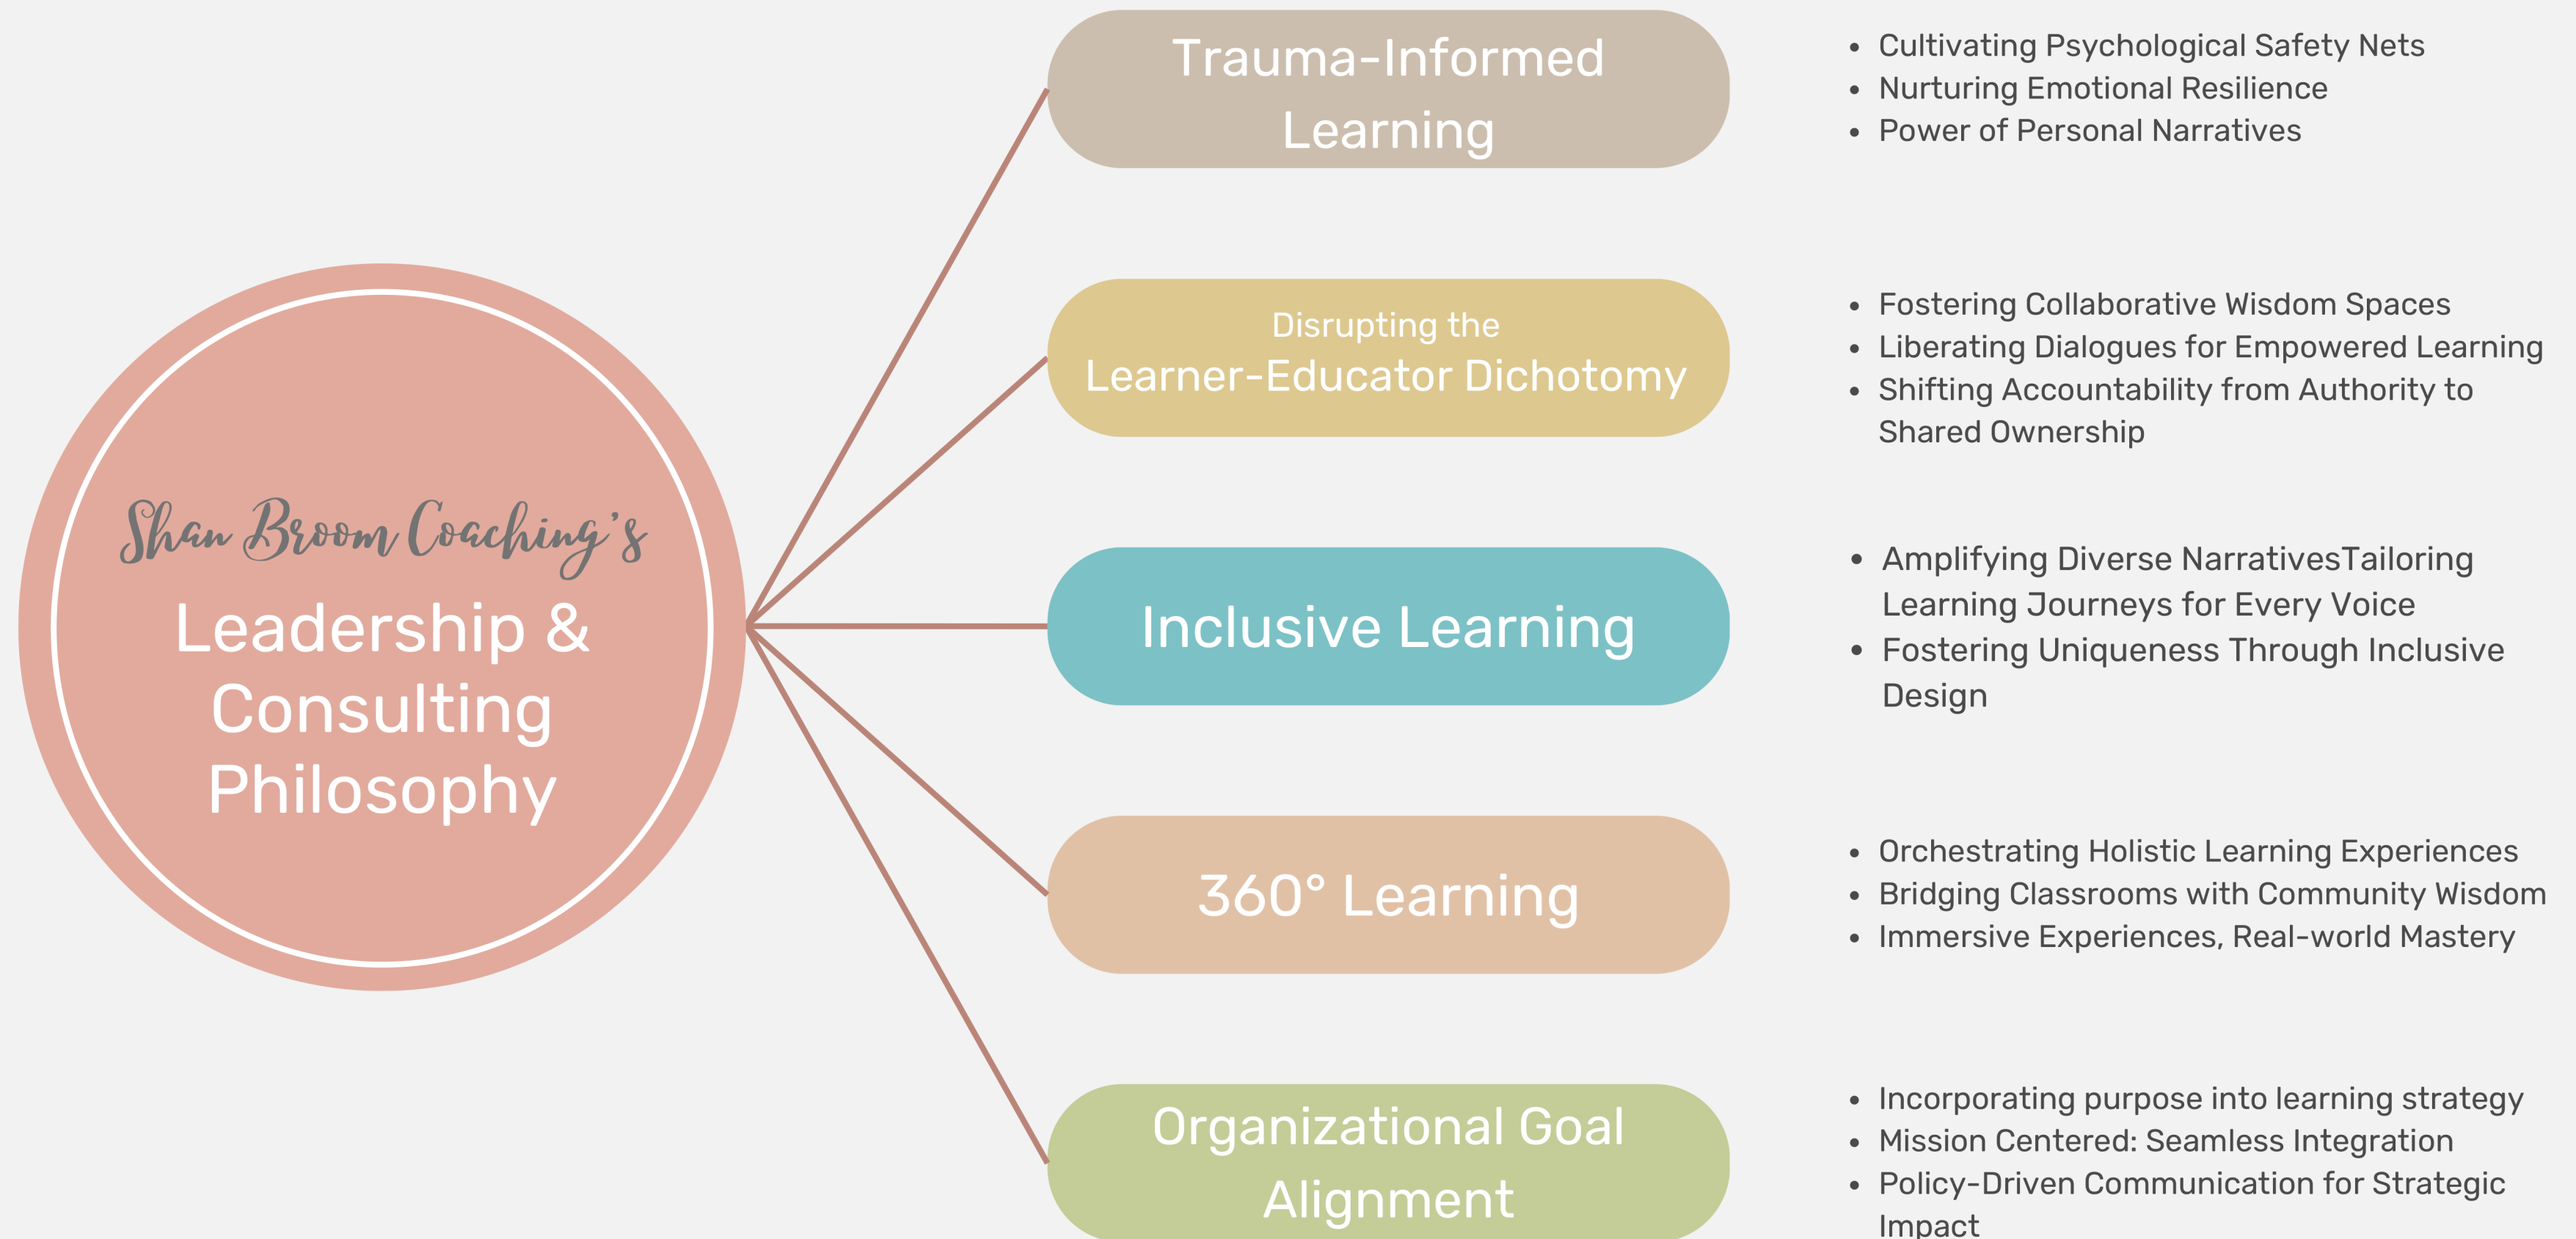 Shan Broom Coaching's
Leadership &
Consulting
Philosophy
Trauma-Informed
Learning
• Cultivating Psychological Safety Nets
• Nurturing Emotional Resilience
• Power of Personal Narratives
Disrupting the
Learner-Educator Dichotomy
• Fostering Collaborative Wisdom Spaces
• Liberating Dialogues for Empowered Learning
• Shifting Accountability from Authority to
Shared Ownership
Inclusive Learning
• Amplifying Diverse NarrativesTailoring
Learning Journeys for Every Voice
• Fostering Uniqueness Through Inclusive
Design
360° Learning
• Orchestrating Holistic Learning Experiences
• Bridging Classrooms with Community Wisdom
• Immersive Experiences, Real-world Mastery
Organizational Goal
Alignment
• Incorporating purpose into learning strategy
• Mission Centered: Seamless Integration
• Policy-Driven Communication for Strategic
Impact